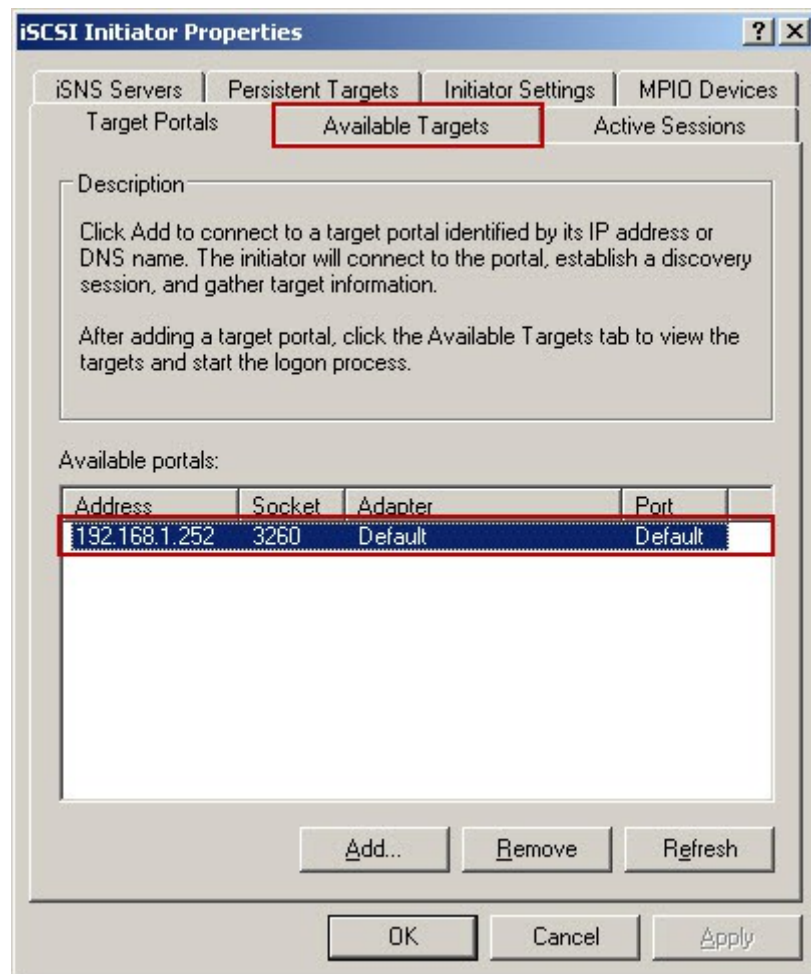 iSCSI Initiator Properties
iSNS Servers Persistent Targets Initiator Settings MPIO Devices
Target Portals Available Targets Active Sessions
Description
Click Add to connect to a target portal identified by its IP address or
DNS name. The initiator will connect to the portal, establish a discovery
session, and gather target information.
After adding a target portal, click the Available Targets tab to view the
targets and start the logon process.
Available portals:
Address Socket Adapter Port
192.168.1.252 3260 Default Default
Add... Remove Refresh
OK Cancel Apply